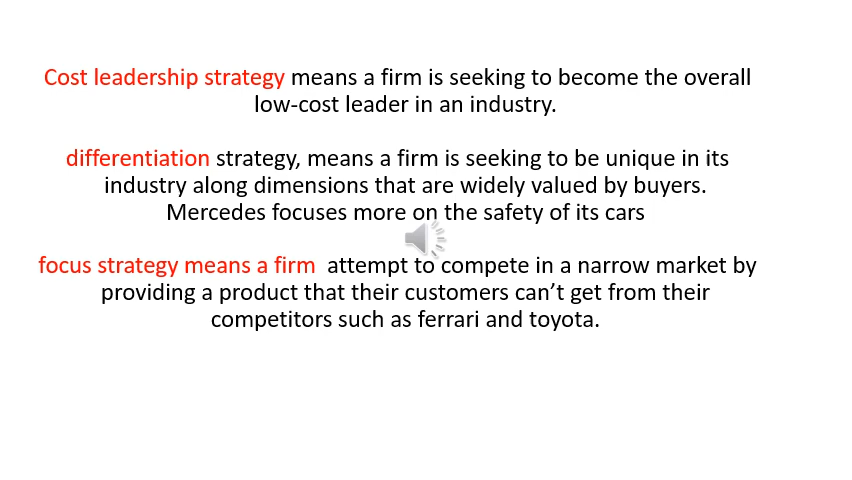 Cost leadership strategy means a firm is seeking to become the overall
low-cost leader in an industry.
differentiation strategy, means a firm is seeking to be unique in its
industry along dimensions that are widely valued by buyers.
Mercedes focuses more on the safety of its cars
focus strategy means a firm  attempt to compete in a narrow market by
providing a product that their customers can’t get from their
competitors such as ferrari and toyota.